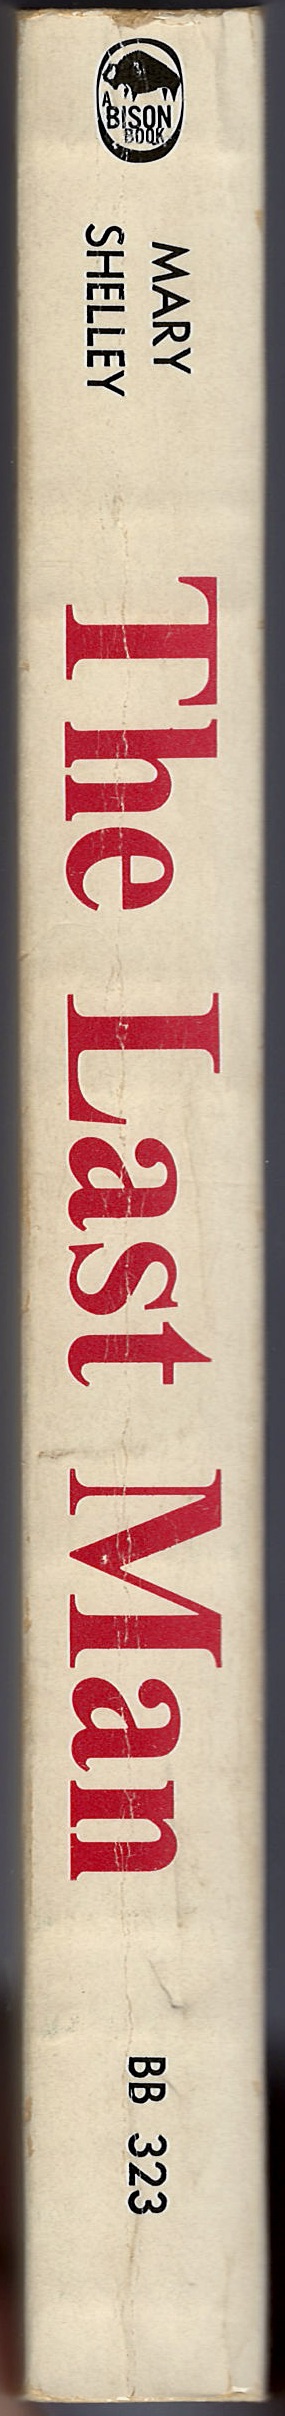 A
BISON
BOOK
MARY
SHELLEY
The Last Man
BB 323